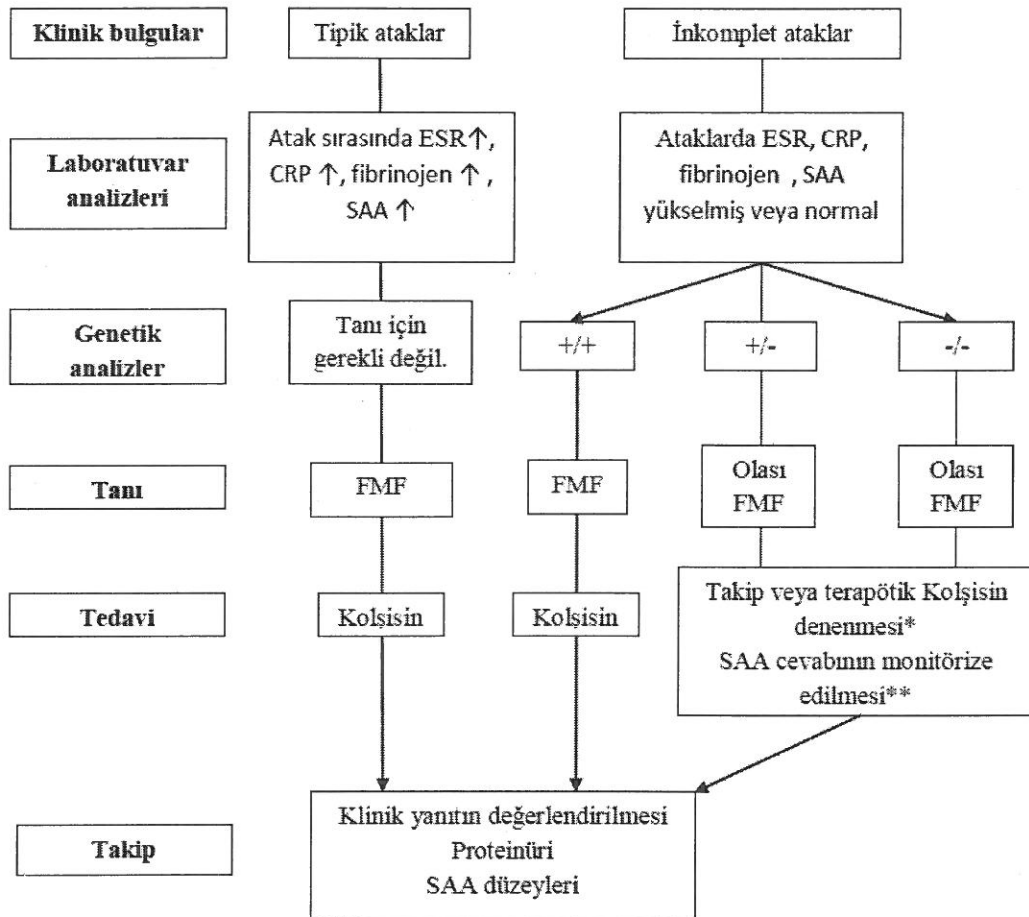 Klinik bulgular
Tipik ataklar
İnkomplet ataklar
Laboratuvar
analizleri
Atak sırasında ESR↑,
CRP ↑, fibrinojen ↑ ,
SAA ↑
Ataklarda ESR, CRP,
fibrinojen , SAA
yükselmiş veya normal
Genetik
analizler
Tanı için
gerekli değil.
+/+
+/-
-/-
Tanı
FMF
FMF
Olası
FMF
Olası
FMF
Tedavi
Kolşisin
Kolşisin
Takip veya terapötik Kolşisin
denenmesi*
SAA cevabının monitörize
edilmesi**
Takip
Klinik yanıtın değerlendirilmesi
Proteinüri
SAA düzeyleri